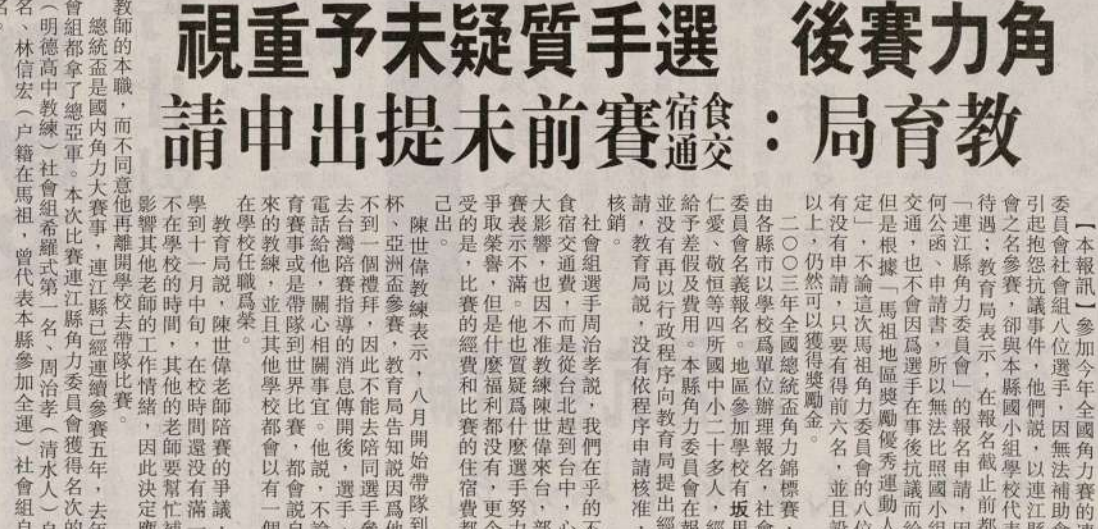 角力賽後　選手質疑未予重視
教育局：食宿交通賽前未提出申請
【本報訊】參加今年全國角力賽的連
委員會社會組八位選手，因無法補助食
引起抱怨抗議事件，他們說，以連江
會之名參賽，卻與本縣國小組學校代
待遇；教育局表示，在報名截止前
「連江縣角力委員會」的報名申請，
何公函、申請書，所以無法比照國小組
交通，也不會因爲選手在事後抗議而給
但是根據「馬祖地區獎勵優秀運動人
定」，不論這次馬祖角力委員會的八位
有沒有申請，只要有得前六名，並且設
以上，仍然可以獲得獎勵金。
二○○三年全國總統盃角力錦標賽，
由各縣市以學校爲單位辦理報名，社會
委員會名義報名。地區參加學校有坂里
仁愛、敬恒等四所國中小二十多人，經
給予差假及費用。本縣角力委員會在報
並沒有再以行政程序向教育局提出經
請，教育局說，沒有依程序申請核准，
核銷。
社會組選手周治孝說，我們在乎的不
食宿交通費，而是從台北趕到台中，心
大影響，也因不准教練陳世偉來台，部
賽表示不滿。他也質疑爲什麼選手努力
爭取榮譽，但是什麼福利都沒有，更令
受的是，比賽的經費和比賽的住宿費都
己出。
陳世偉教練表示，八月開始帶隊到
杯、亞洲盃參賽，教育局告知說因爲他
不到一個禮拜，因此不能去陪同選手參
去台灣陪賽指導的消息傳開後，選手
電話給他，關心相關事宜。他說，不論
育賽事或是帶隊到世界比賽，都會說自
來的教練，並且其他學校都會以有一個
在學校任職爲榮。
教育局說，陳世偉老師陪賽的爭議，
學到十一月中旬，在校時間還沒有滿一
不在學校的時間，其他的老師要幫忙補
影響其他老師的工作情緒，因此決定應
教師的本職，而不同意他再離開學校去帶隊比賽。
總統盃是國内角力大賽事，連江縣已經連續參賽五年，去年
會組都拿了總亞軍。本次比賽連江縣角力委員會獲得名次的
（明德高中教練）社會組希羅式第一名、周治孝（清水人）自
名、林信宏（户籍在馬祖，曾代表本縣參加全運）社會組自
名。